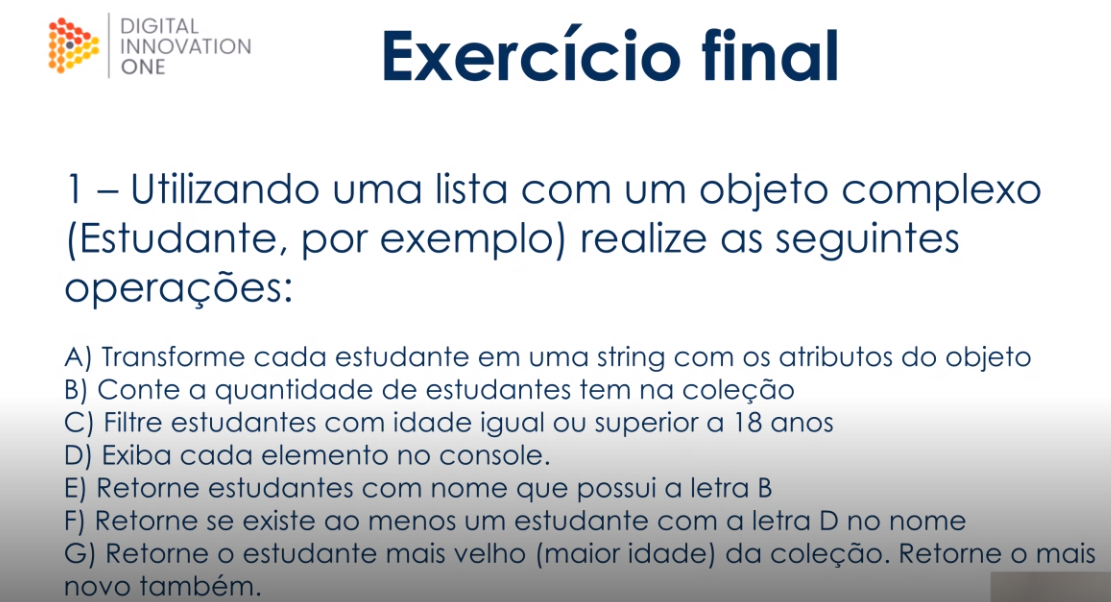 DIGITAL
INNOVATION
ONE
Exercício final
1 – Utilizando uma lista com um objeto complexo
(Estudante, por exemplo) realize as seguintes
operações:
A) Transforme cada estudante em uma string com os atributos do objeto
B) Conte a quantidade de estudantes tem na coleção
C) Filtre estudantes com idade igual ou superior a 18 anos
D) Exiba cada elemento no console.
E) Retorne estudantes com nome que possui a letra B
F) Retorne se existe ao menos um estudante com a letra D no nome
G) Retorne o estudante mais velho (maior idade) da coleção. Retorne o mais
novo também.